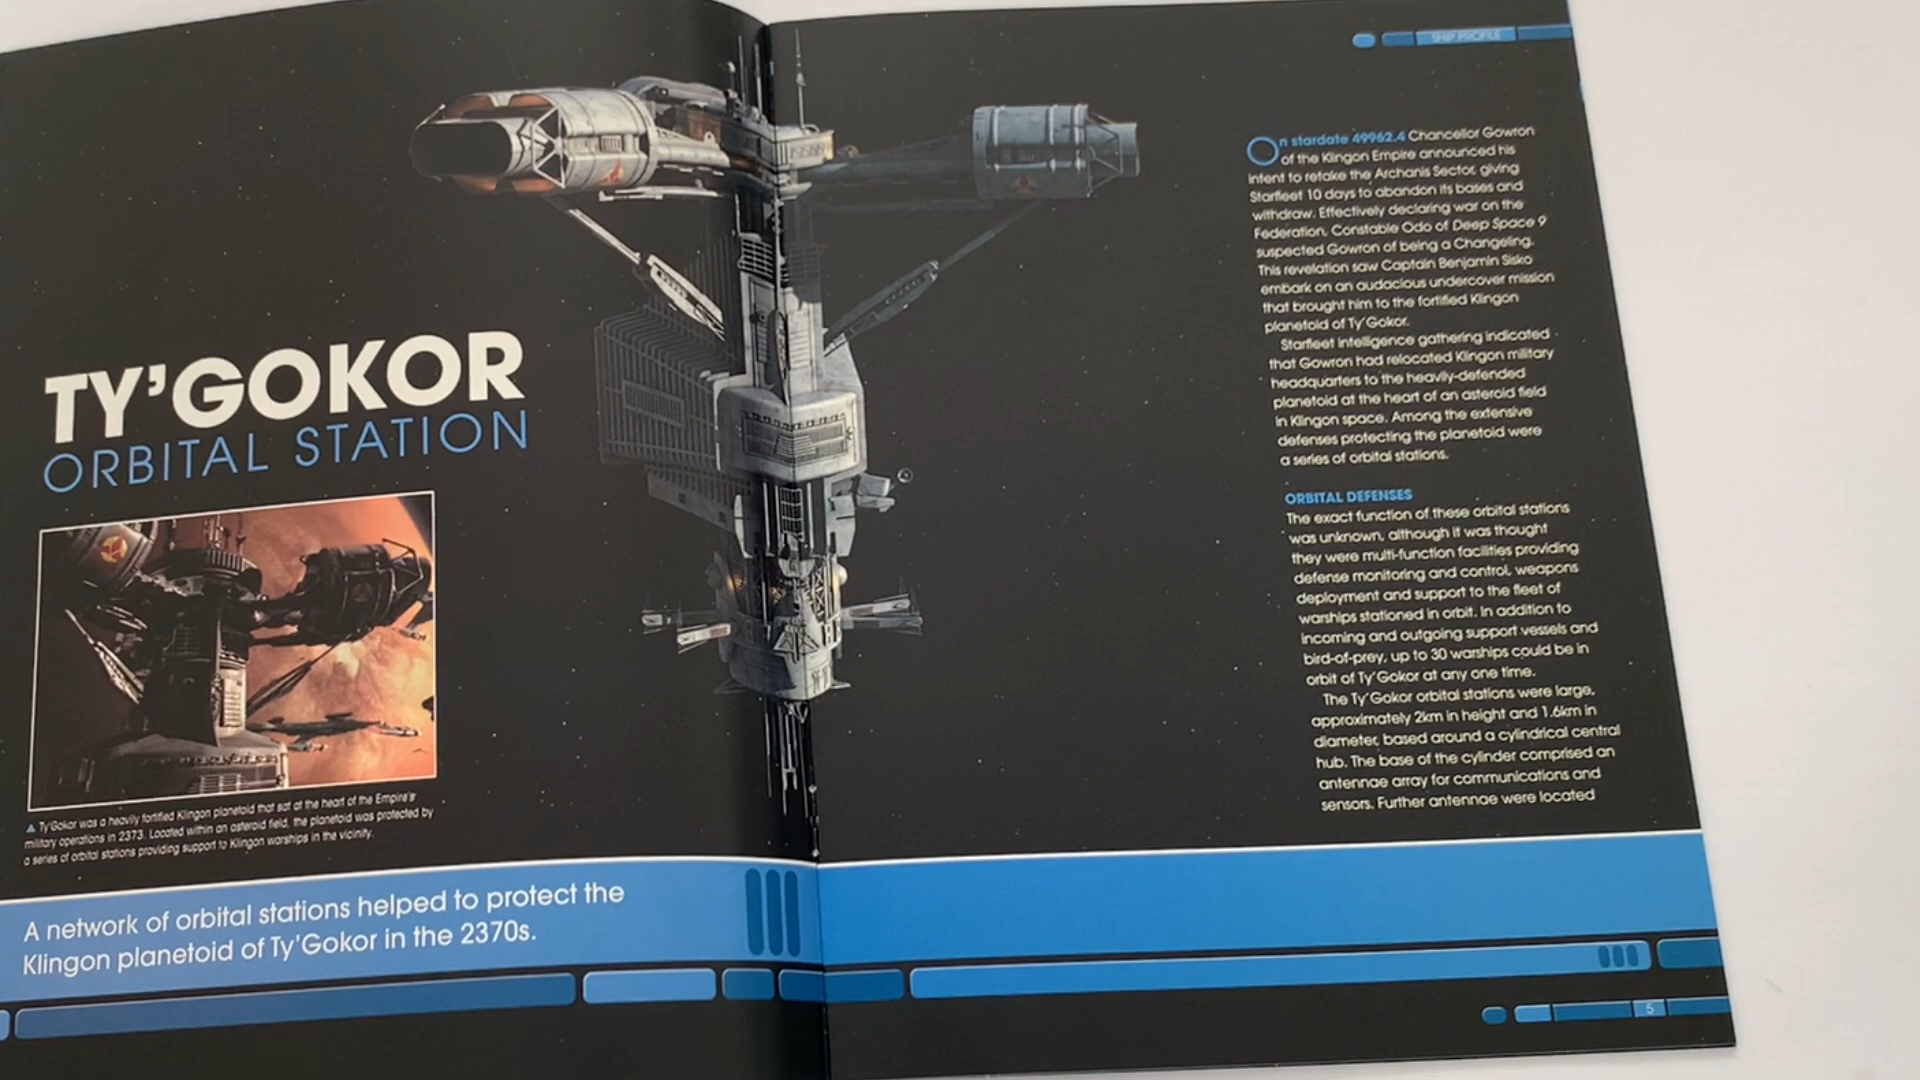 SHIP PROFILE
TY'GOKOR
ORBITAL STATION
▲ Ty'Gokor was a heavily fortified Klingon planetoid that sat at the heart of the Empire's
military operations in 2373. Located within an asteroid field, the planetoid was protected by
a series of orbital stations providing support to Klingon warships in the vicinity.
A network of orbital stations helped to protect the
Klingon planetoid of Ty'Gokor in the 2370s.
On stardate 49962.4 Chancellor Gowron
of the Klingon Empire announced his
intent to retake the Archanis Sector, giving
Starfleet 10 days to abandon its bases and
withdraw. Effectively declaring war on the
Federation, Constable Odo of Deep Space 9
suspected Gowron of being a Changeling.
This revelation saw Captain Benjamin Sisko
embark on an audacious undercover mission
that brought him to the fortified Klingon
planetoid of Ty'Gokor.
Starfleet intelligence gathering indicated
that Gowron had relocated Klingon military
headquarters to the heavily-defended
planetoid at the heart of an asteroid field
in Klingon space. Among the extensive
defenses protecting the planetoid were
a series of orbital stations.
ORBITAL DEFENSES
The exact function of these orbital stations
was unknown, although it was thought
they were multi-function facilities providing
defense monitoring and control, weapons
deployment and support to the fleet of
warships stationed in orbit. In addition to
incoming and outgoing support vessels and
bird-of-prey, up to 30 warships could be in
orbit of Ty'Gokor at any one time.
The Ty'Gokor orbital stations were large,
approximately 2km in height and 1.6km in
diameter, based around a cylindrical central
hub. The base of the cylinder comprised an
antennae array for communications and
sensors. Further antennae were located
5